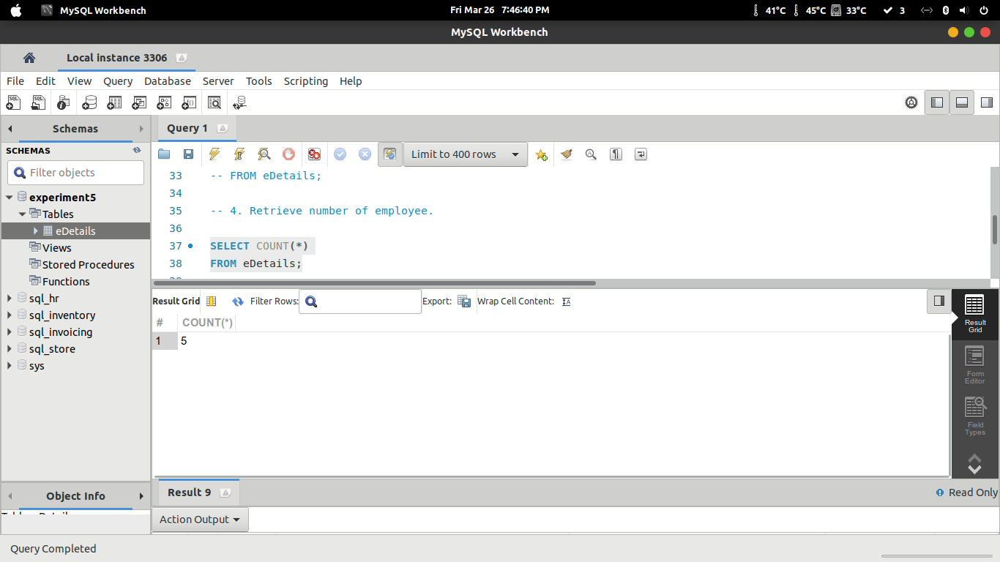 MySQL Workbench Fri Mar 26 7:46:40 PM 41°C 45°C 33°C 3
MySQL Workbench
Local instance 3306
File Edit View Query Database Server Tools Scripting Help
Schemas
Query 1
SCHEMAS
Filter objects
experiment5
Tables
eDetails
Views
Stored Procedures
Functions
sql_hr
sql_inventory
sql_invoicing
sql_store
sys
Object Info
Limit to 400 rows
33 -- FROM eDetails;
34
35 -- 4. Retrieve number of employee.
36
37 SELECT COUNT(*)
38 FROM eDetails;
Result Grid Filter Rows: Export: Wrap Cell Content:
# COUNT(*)
1 5
Result
Grid
Form
Editor
Field
Types
Result 9 Read Only
Action Output
Query Completed